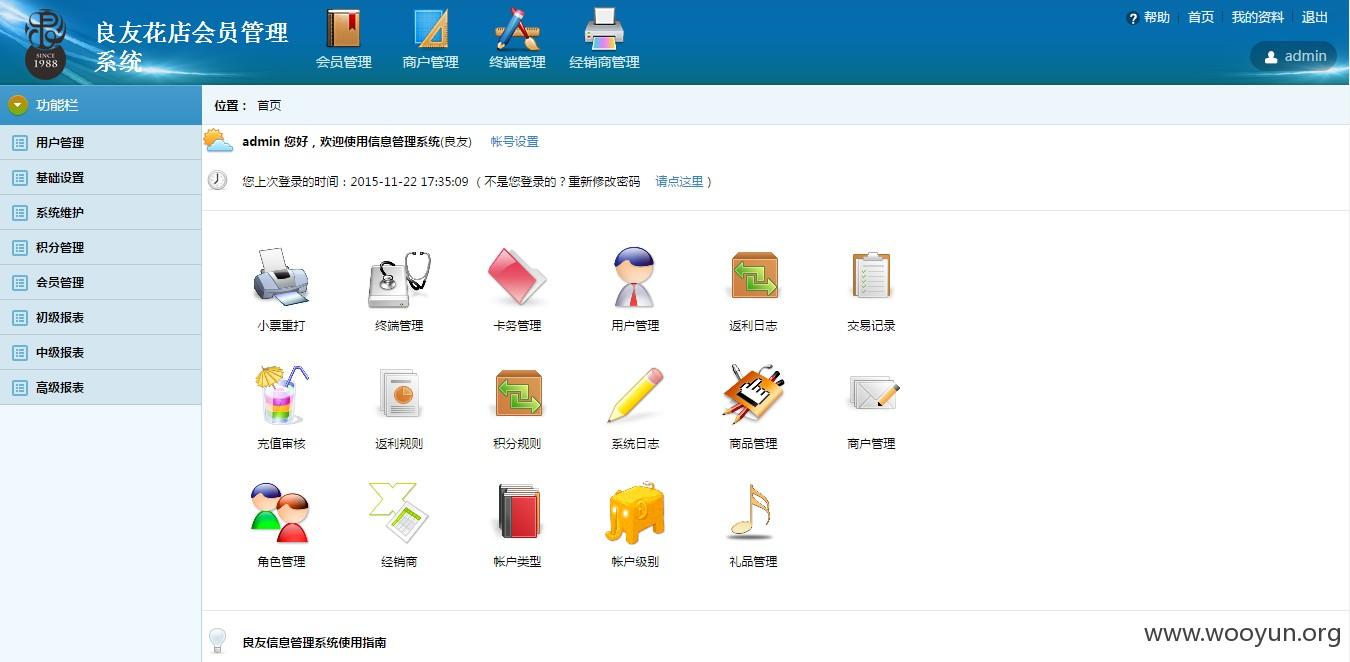 SINCE
1988
良友花店会员管理
系统
会员管理 商户管理 终端管理 经销商管理
? 帮助 首页 我的资料 退出
admin
功能栏
用户管理
基础设置
系统维护
积分管理
会员管理
初级报表
中级报表
高级报表
位置： 首页
admin 您好，欢迎使用信息管理系统(良友) 帐号设置
您上次登录的时间：2015-11-22 17:35:09 （ 不是您登录的？重新修改密码 请点这里 ）
小票重打 终端管理 卡务管理 用户管理 返利日志 交易记录
充值审核 返利规则 积分规则 系统日志 商品管理 商户管理
角色管理 经销商 帐户类型 帐户级别 礼品管理
良友信息管理系统使用指南
www.wooyun.org